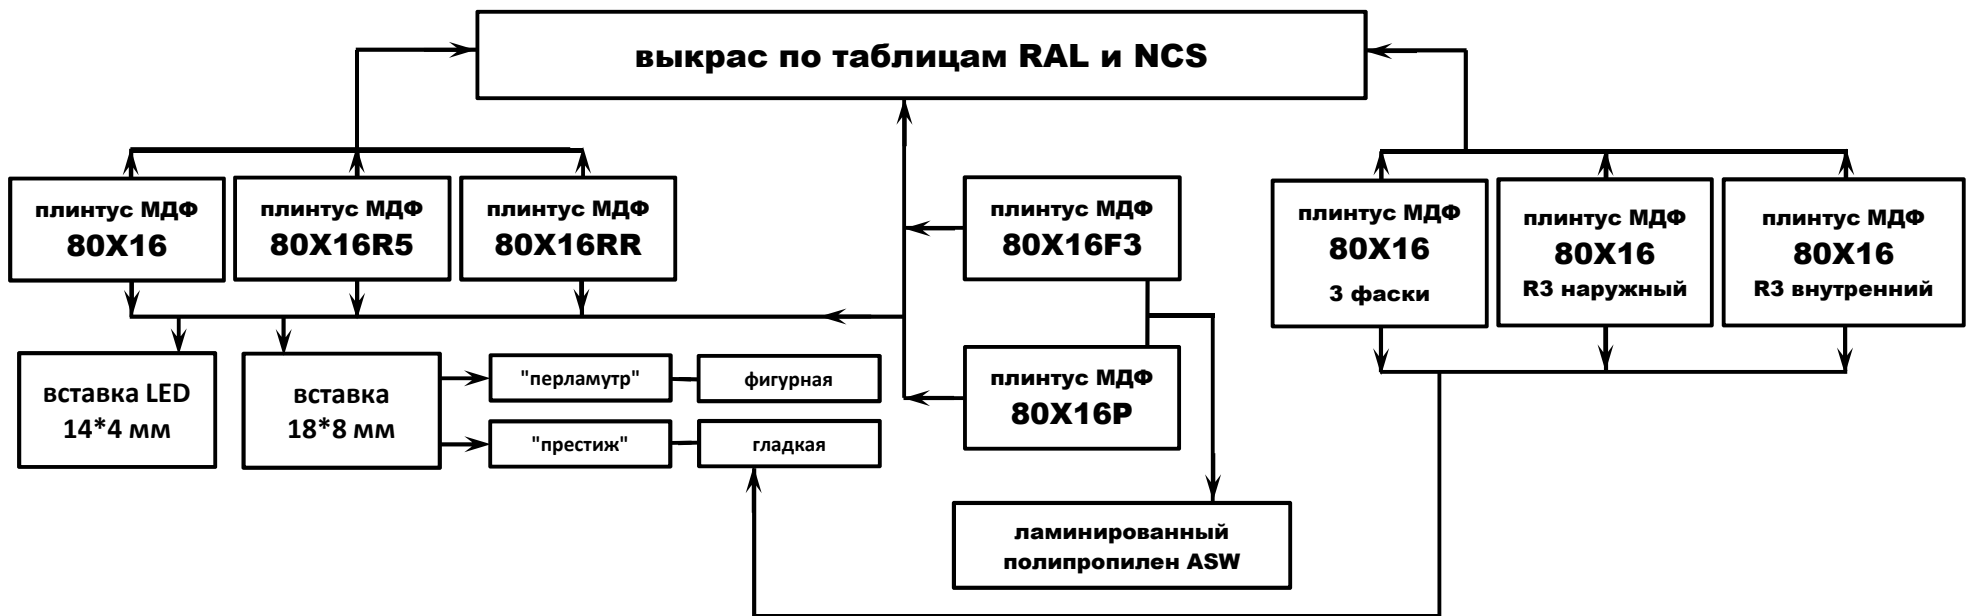 выкрас по таблицам RAL и NCS
плинтус МДФ
80X16
плинтус МДФ
80X16R5
плинтус МДФ
80X16RR
плинтус МДФ
80X16F3
плинтус МДФ
80X16
3 фаски
плинтус МДФ
80X16
R3 наружный
плинтус МДФ
80X16
R3 внутренний
вставка LED
14*4 мм
вставка
18*8 мм
"перламутр"
фигурная
"престиж"
гладкая
плинтус МДФ
80X16P
ламинированный
полипропилен ASW